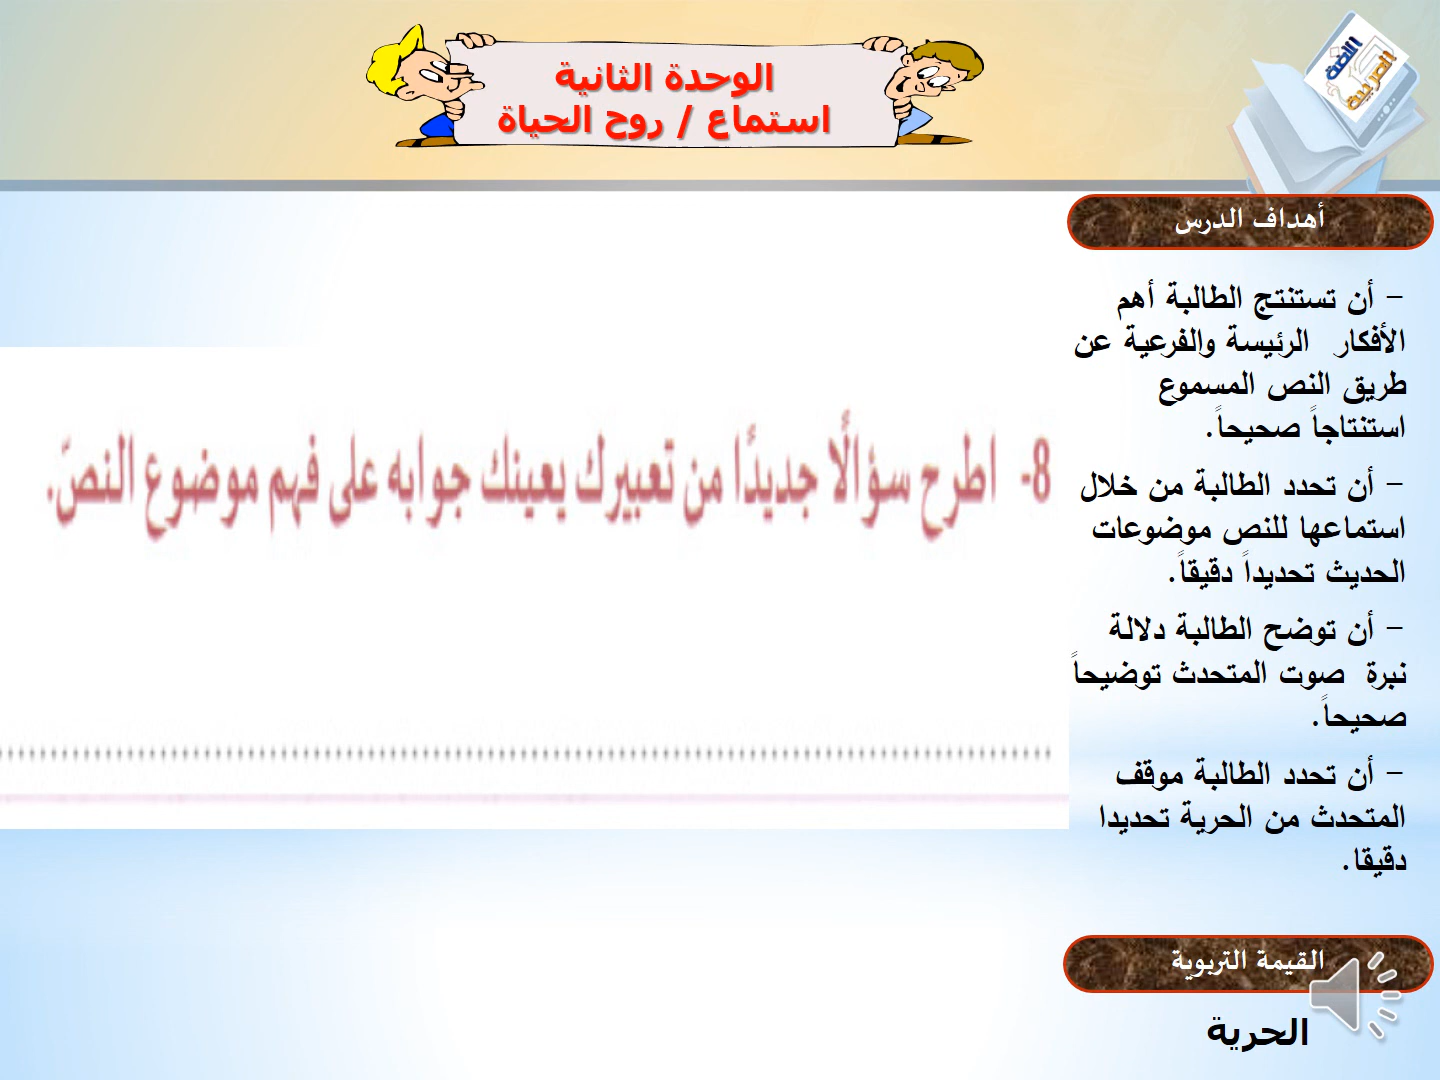 الوحدة الثانية
استماع / روح الحياة
اللغة
العربية
أهداف الدرس
- أن تستنتج الطالبة أهم
الأفكار الرئيسة والفرعية عن
طريق النص المسموع
استنتاجاً صحيحاً.
- أن تحدد الطالبة من خلال
استماعها للنص موضوعات
الحديث تحديداً دقيقاً.
- أن توضح الطالبة دلالة
نبرة صوت المتحدث توضيحاً
صحيحاً.
- أن تحدد الطالبة موقف
المتحدث من الحرية تحديدا
دقيقا.
القيمة التربوية
الحرية
8- اطرح سؤالًا جديدًا من تعبيرك يعينك جوابه على فهم موضوع النصّ.